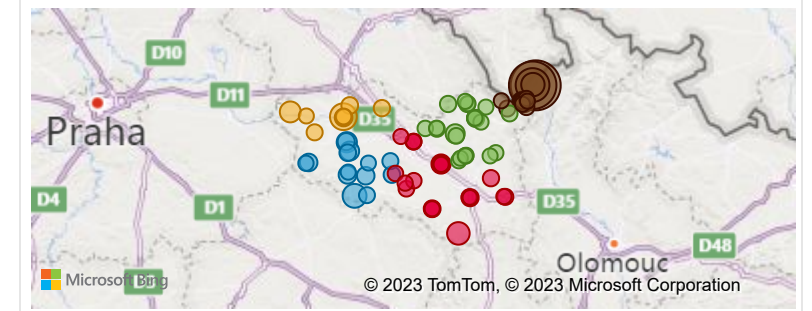 D10
D11
D35
Praha
D4
D1
D35
D48
Olomouc
Microsoft Bing
© 2023 TomTom, © 2023 Microsoft Corporation